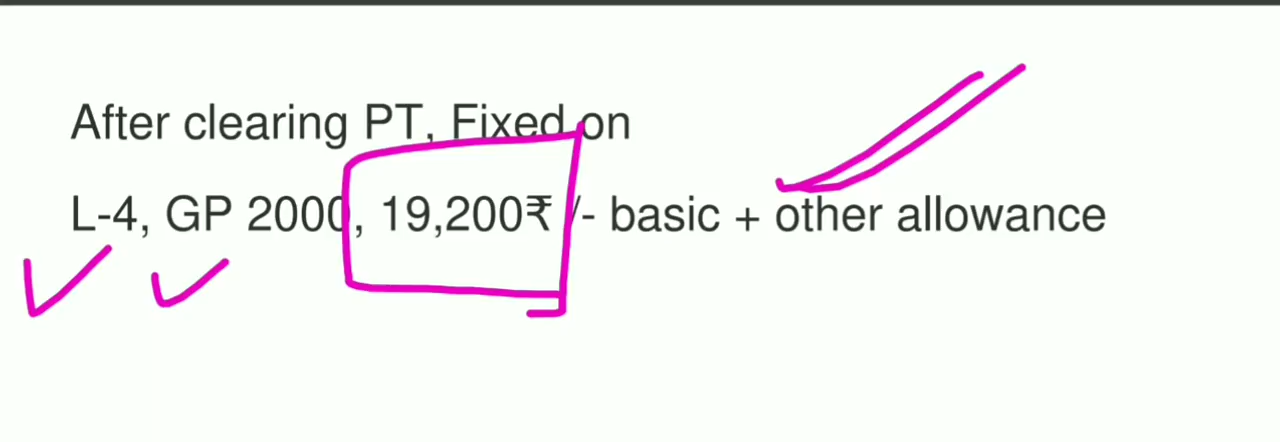 After clearing PT, Fixed on
L-4, GP 2000, 19,200₹ /- basic + other allowance